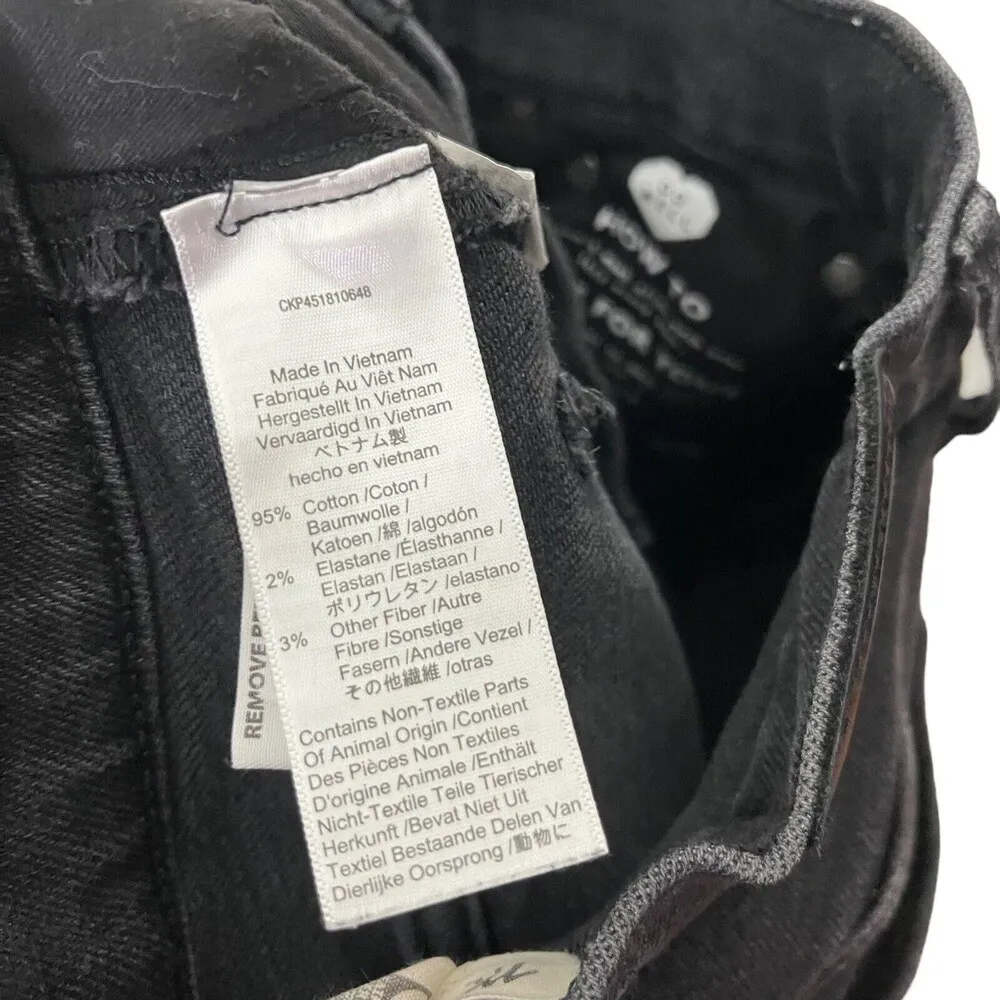 CKP451810648
Made In Vietnam
Fabriqué Au Viêt Nam
Hergestellt In Vietnam
Vervaardigd In Vietnam
ベトナム製
hecho en vietnam
95% Cotton /Coton /
Baumwolle /
Katoen /綿 /algodón
2% Elastane /Élasthanne /
Elastan /Elastaan /
ポリウレタン /elastano
3% Other Fiber /Autre
Fibre /Sonstige
Fasern /Andere Vezel /
その他繊維 /otras
Contains Non-Textile Parts
Of Animal Origin /Contient
Des Pièces Non Textiles
D'origine Animale /Enthält
Nicht-Textile Teile Tierischer
Herkunft /Bevat Niet Uit
Textiel Bestaande Delen Van
Dierlijke Oorsprong /動物に
REMOVE
DO WELL
HOW TO
FOR